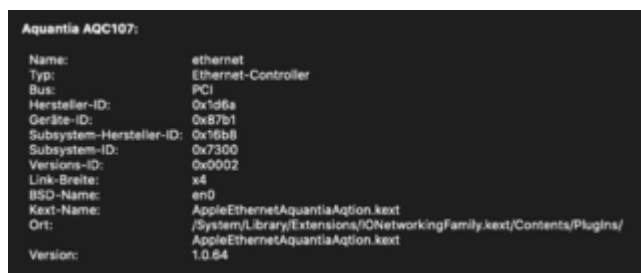 Aquantia AQC107:
Name: ethernet
Typ: Ethernet-Controller
Bus: PCI
Hersteller-ID: 0x1d6a
Geräte-ID: 0x87b1
Subsystem-Hersteller-ID: 0x16b8
Subsystem-ID: 0x7300
Versions-ID: 0x0002
Link-Breite: x4
BSD-Name: en0
Kext-Name: AppleEthernetAquantiaAqtion.kext
Ort: /System/Library/Extensions/IONetworkingFamily.kext/Contents/PlugIns/
AppleEthernetAquantiaAqtion.kext
Version: 1.0.64